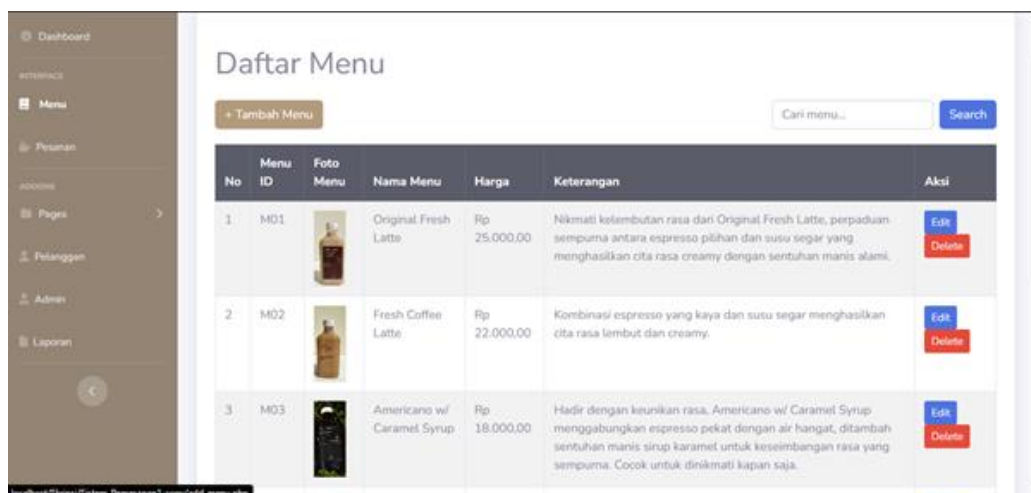 Dashboard
INTERFACE
Menu
Pesanan
ADDONS
Pages
Pelanggan
Admin
Laporan
Daftar Menu
+ Tambah Menu
Cari menu...
Search
No Menu ID Foto Menu Nama Menu Harga Keterangan Aksi
1 M01 Original Fresh Rp Nikmati kelembutan rasa dari Original Fresh Latte, perpaduan Edit
Latte 25.000,00 sempurna antara espresso pilihan dan susu segar yang Delete
menghasilkan cita rasa creamy dengan sentuhan manis alami.
2 M02 Fresh Coffee Rp Kombinasi espresso yang kaya dan susu segar menghasilkan Edit
Latte 22.000,00 cita rasa lembut dan creamy. Delete
3 M03 Americano w/ Rp Hadir dengan keunikan rasa, Americano w/ Caramel Syrup Edit
Caramel Syrup 18.000,00 menggabungkan espresso pekat dengan air hangat, ditambah Delete
sentuhan manis sirup karamel untuk keseimbangan rasa yang
sempurna. Cocok untuk dinikmati kapan saja.